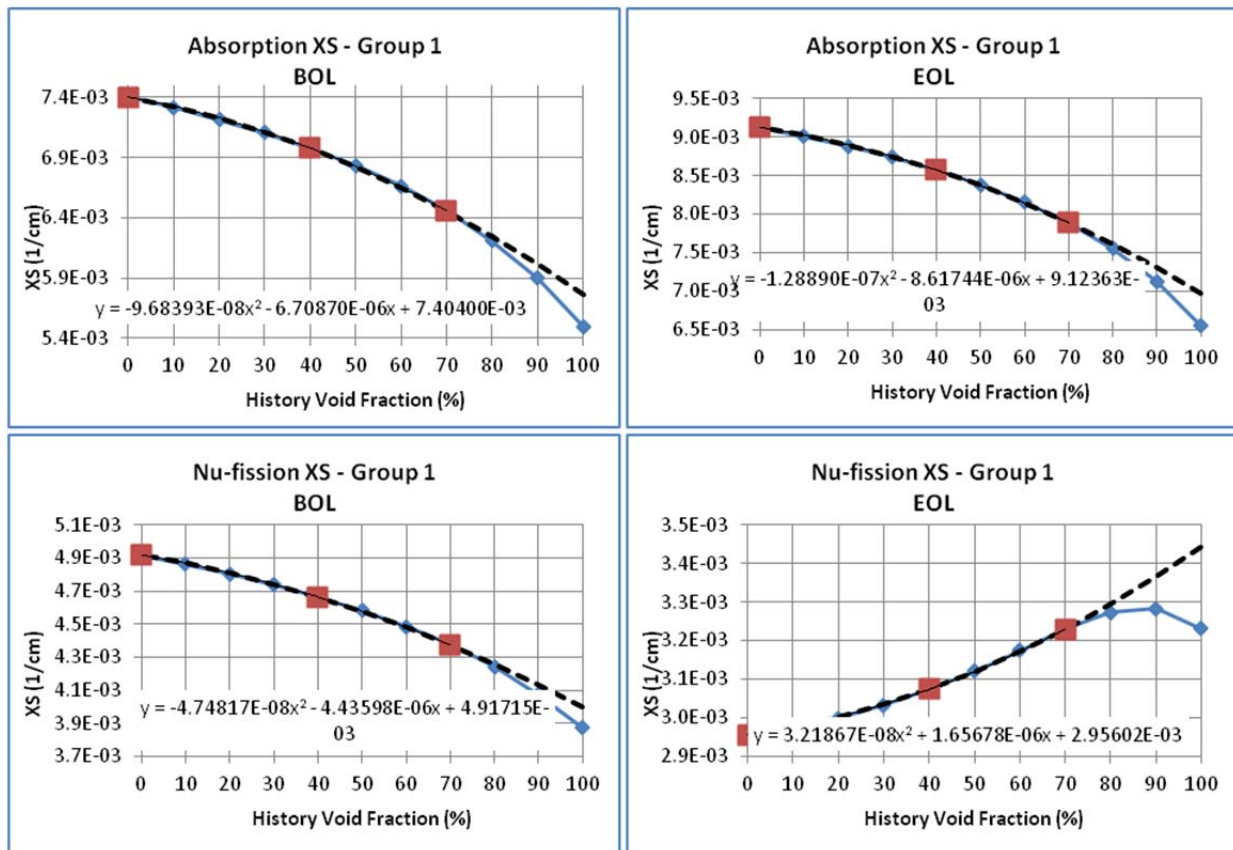 Absorption XS - Group 1
BOL
7.4E-03
6.9E-03
6.4E-03
5.9E-03
5.4E-03
XS (1/cm)
y = -9.68393E-08x² - 6.70870E-06x + 7.40400E-03
0 10 20 30 40 50 60 70 80 90 100
History Void Fraction (%)
Absorption XS - Group 1
EOL
9.5E-03
9.0E-03
8.5E-03
8.0E-03
7.5E-03
7.0E-03
6.5E-03
XS (1/cm)
y = -1.28890E-07x² - 8.61744E-06x + 9.12363E-
03
0 10 20 30 40 50 60 70 80 90 100
History Void Fraction (%)
Nu-fission XS - Group 1
BOL
5.1E-03
4.9E-03
4.7E-03
4.5E-03
4.3E-03
4.1E-03
3.9E-03
3.7E-03
XS (1/cm)
y = -4.74817E-08x² - 4.43598E-06x + 4.91715E-
03
0 10 20 30 40 50 60 70 80 90 100
History Void Fraction (%)
Nu-fission XS - Group 1
EOL
3.5E-03
3.4E-03
3.3E-03
3.2E-03
3.1E-03
3.0E-03
2.9E-03
XS (1/cm)
y = 3.21867E-08x² + 1.65678E-06x + 2.95602E-03
0 10 20 30 40 50 60 70 80 90 100
History Void Fraction (%)